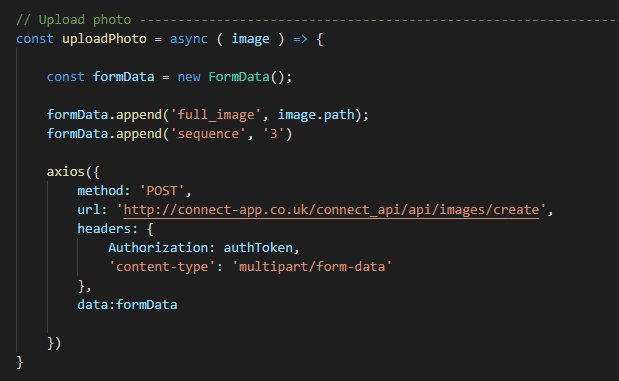 // Upload photo ------------------------------------------------------------
const uploadPhoto = async ( image ) => {
const formData = new FormData();
formData.append('full_image', image.path);
formData.append('sequence', '3')
axios({
method: 'POST',
url: 'http://connect-app.co.uk/connect_api/api/images/create',
headers: {
Authorization: authToken,
'content-type': 'multipart/form-data'
},
data:formData
})
}